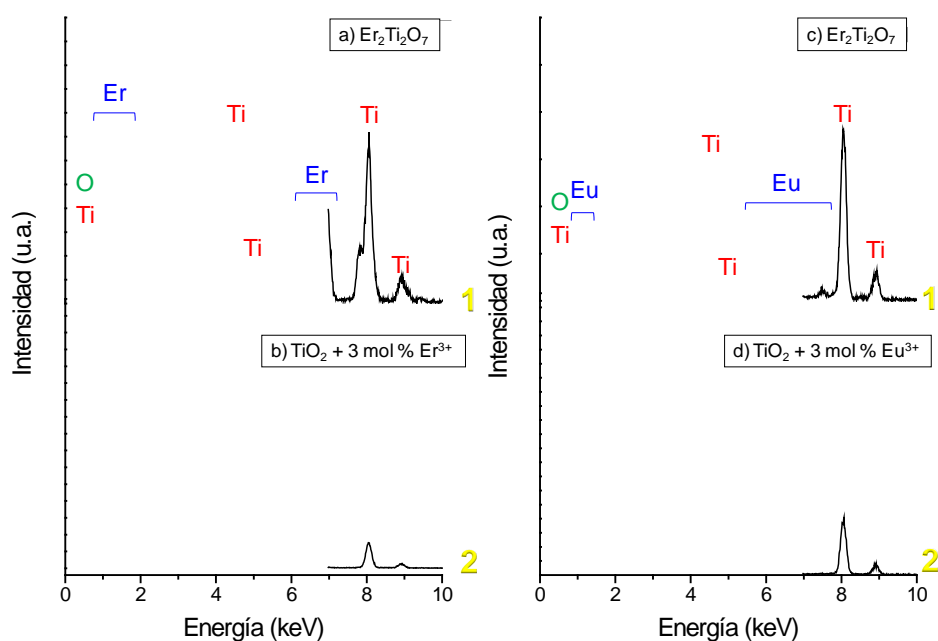 a) Er₂Ti₂O₇
Er
Ti
Ti
O
Ti
Er
Ti
Ti
1
b) TiO₂ + 3 mol % Er³⁺
2
Intensidad (u.a.)
0 2 4 6 8 10
Energía (keV)
c) Er₂Ti₂O₇
Ti
Ti
O
Eu
Eu
Ti
Ti
Ti
1
d) TiO₂ + 3 mol % Eu³⁺
2
Intensidad (u.a.)
0 2 4 6 8 10
Energía (keV)